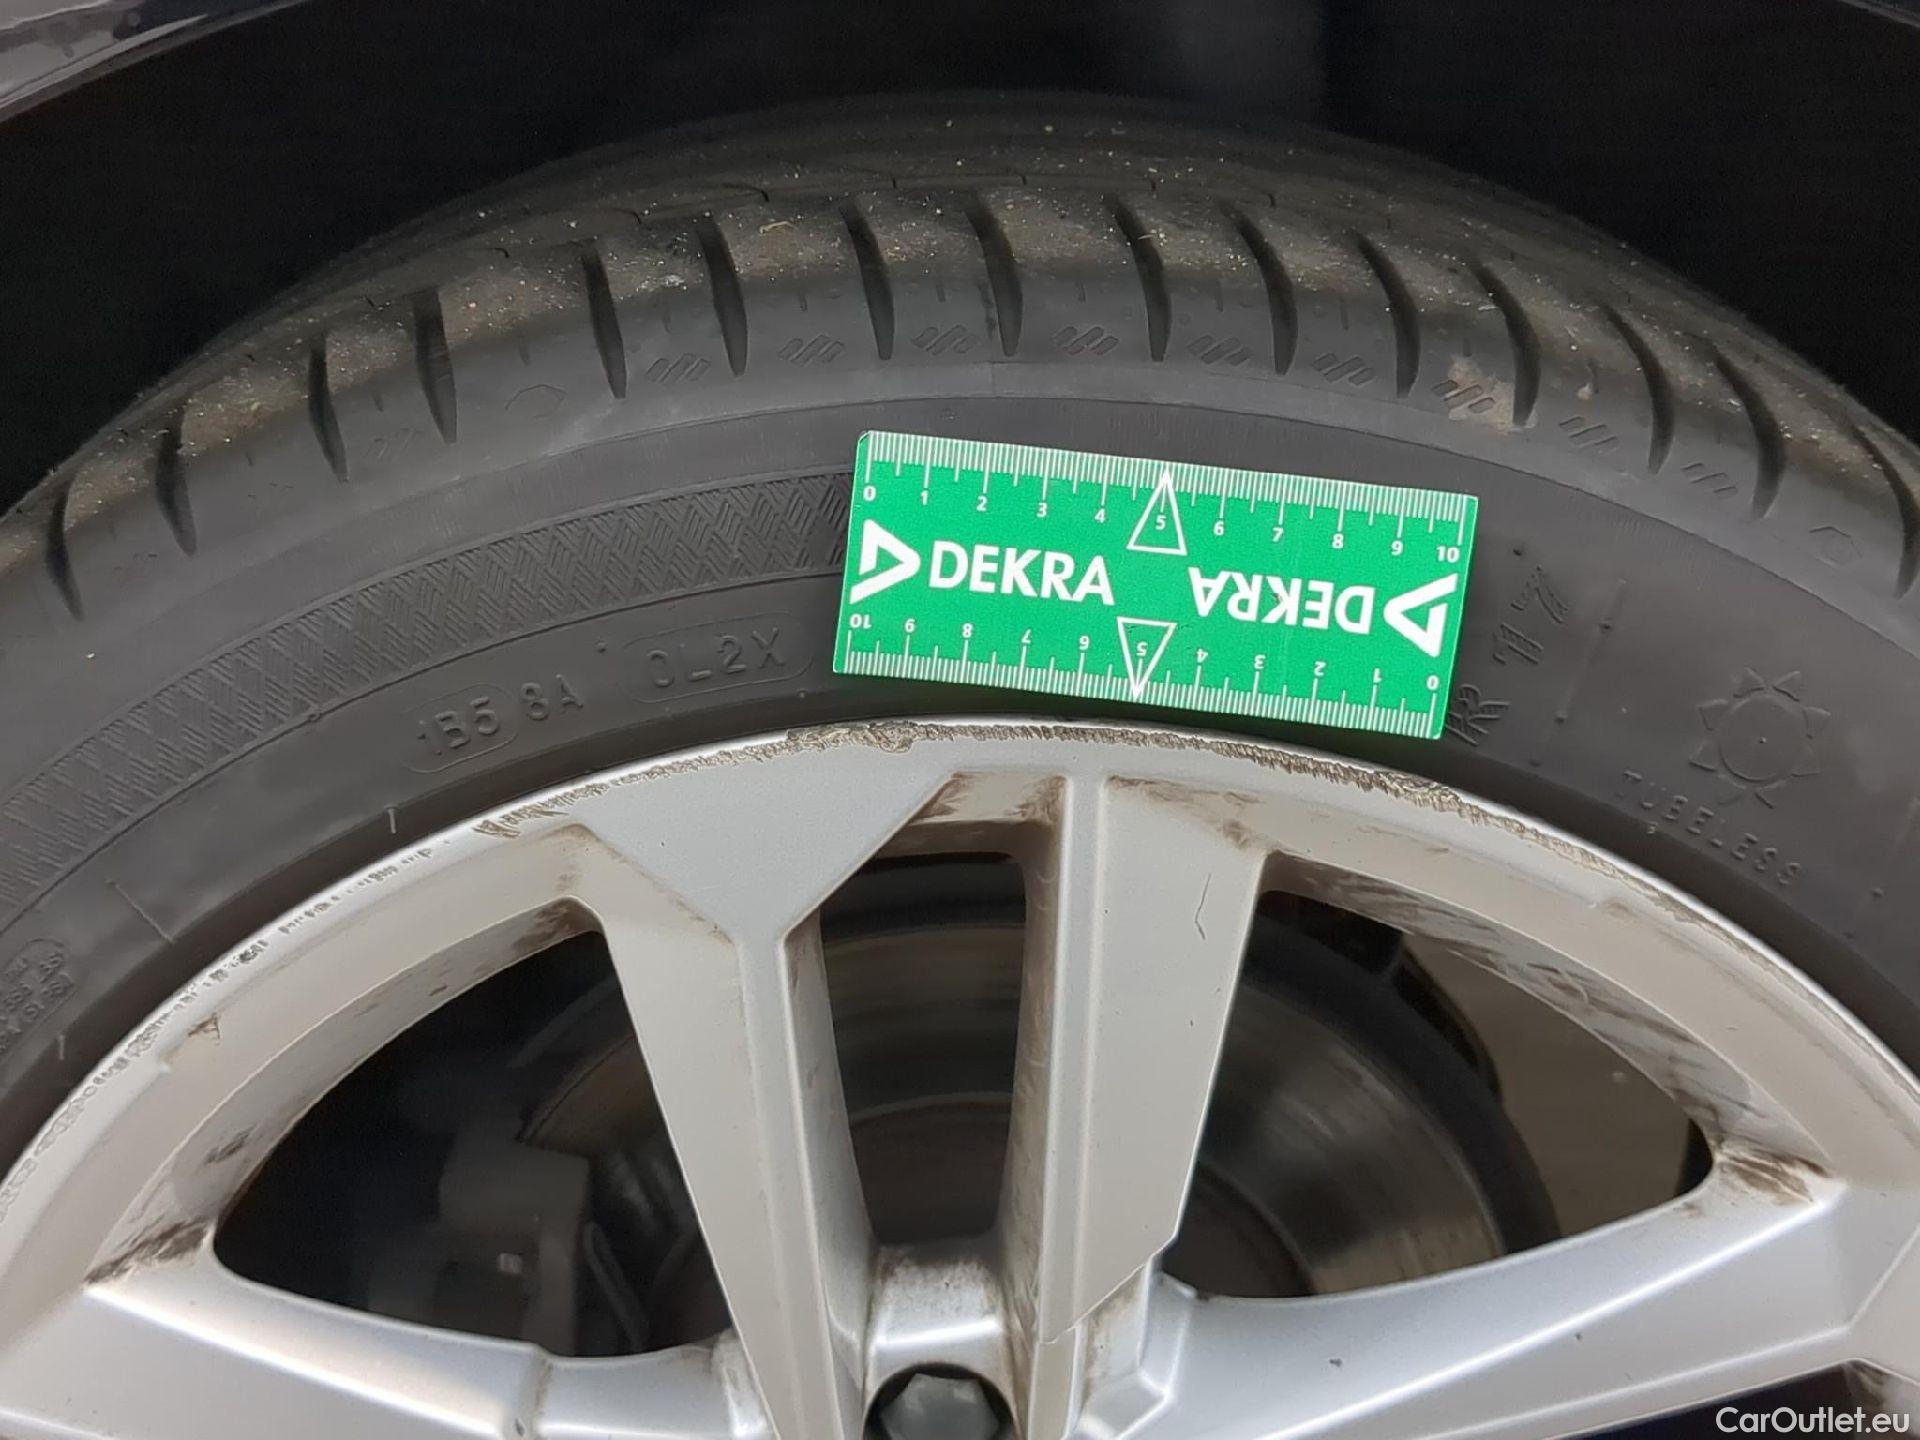 0 1 2 3 4 5 6 7 8 9 10
DEKRA DEKRA
10 9 8 7 6 5 4 3 2 1 0
1B5 8A 0L2X
R 17
TUBELESS
CarOutlet.eu